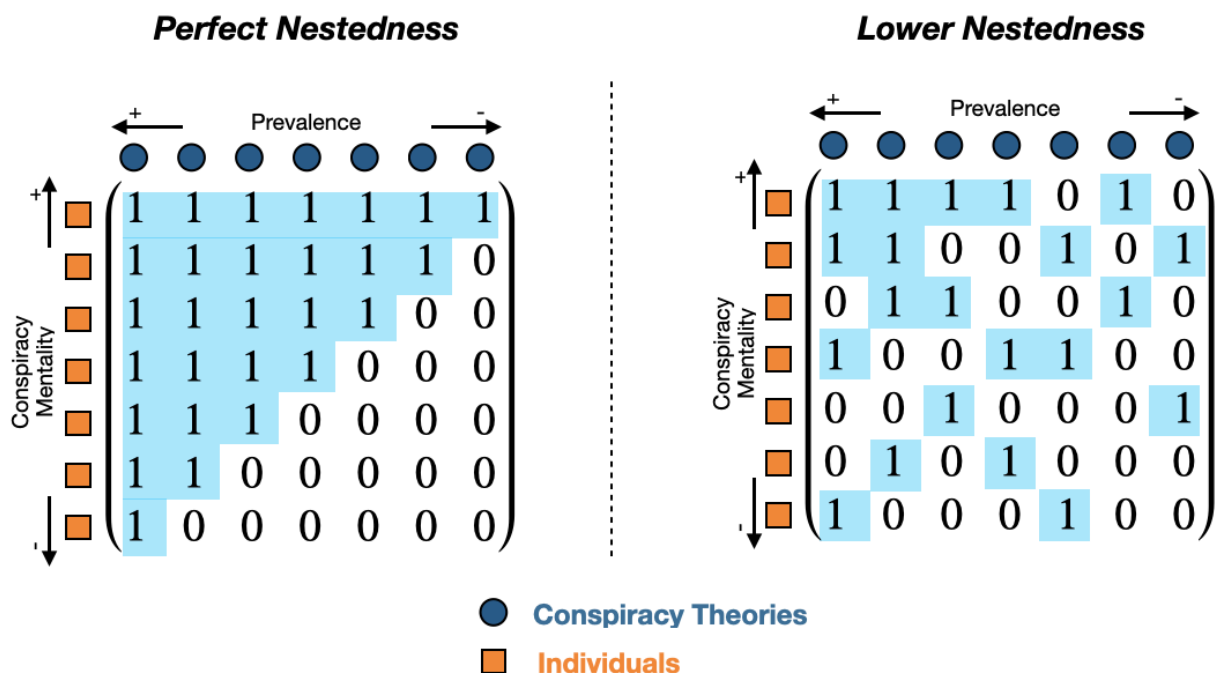 Perfect Nestedness
+ Prevalence -
+
Conspiracy
Mentality
-
1 1 1 1 1 1 1
1 1 1 1 1 1 0
1 1 1 1 1 0 0
1 1 1 1 0 0 0
1 1 1 0 0 0 0
1 1 0 0 0 0 0
1 0 0 0 0 0 0
Lower Nestedness
+ Prevalence -
+
Conspiracy
Mentality
-
1 1 1 1 0 1 0
1 1 0 0 1 0 1
0 1 1 0 0 1 0
1 0 0 1 1 0 0
0 0 1 0 0 0 1
0 1 0 1 0 0 0
1 0 0 0 1 0 0
Conspiracy Theories
Individuals